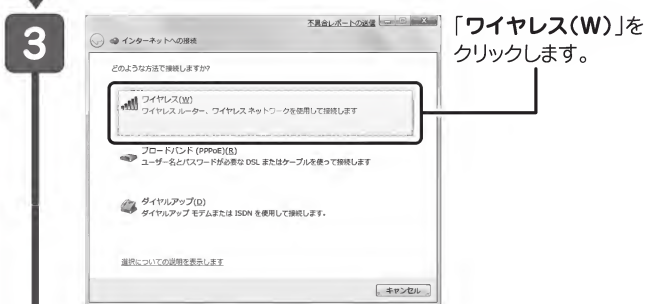 3
不具合レポートの送信
インターネットへの接続
どのような方法で接続しますか?
ワイヤレス(W)
ワイヤレス ルーター、ワイヤレス ネットワークを使用して接続します
ブロードバンド (PPPoE)(R)
ユーザー名とパスワードが必要な DSL またはケーブルを使って接続します
ダイヤルアップ(D)
ダイヤルアップ モデムまたは ISDN を使用して接続します。
選択についての説明を表示します
キャンセル
「ワイヤレス(W)」を
クリックします。